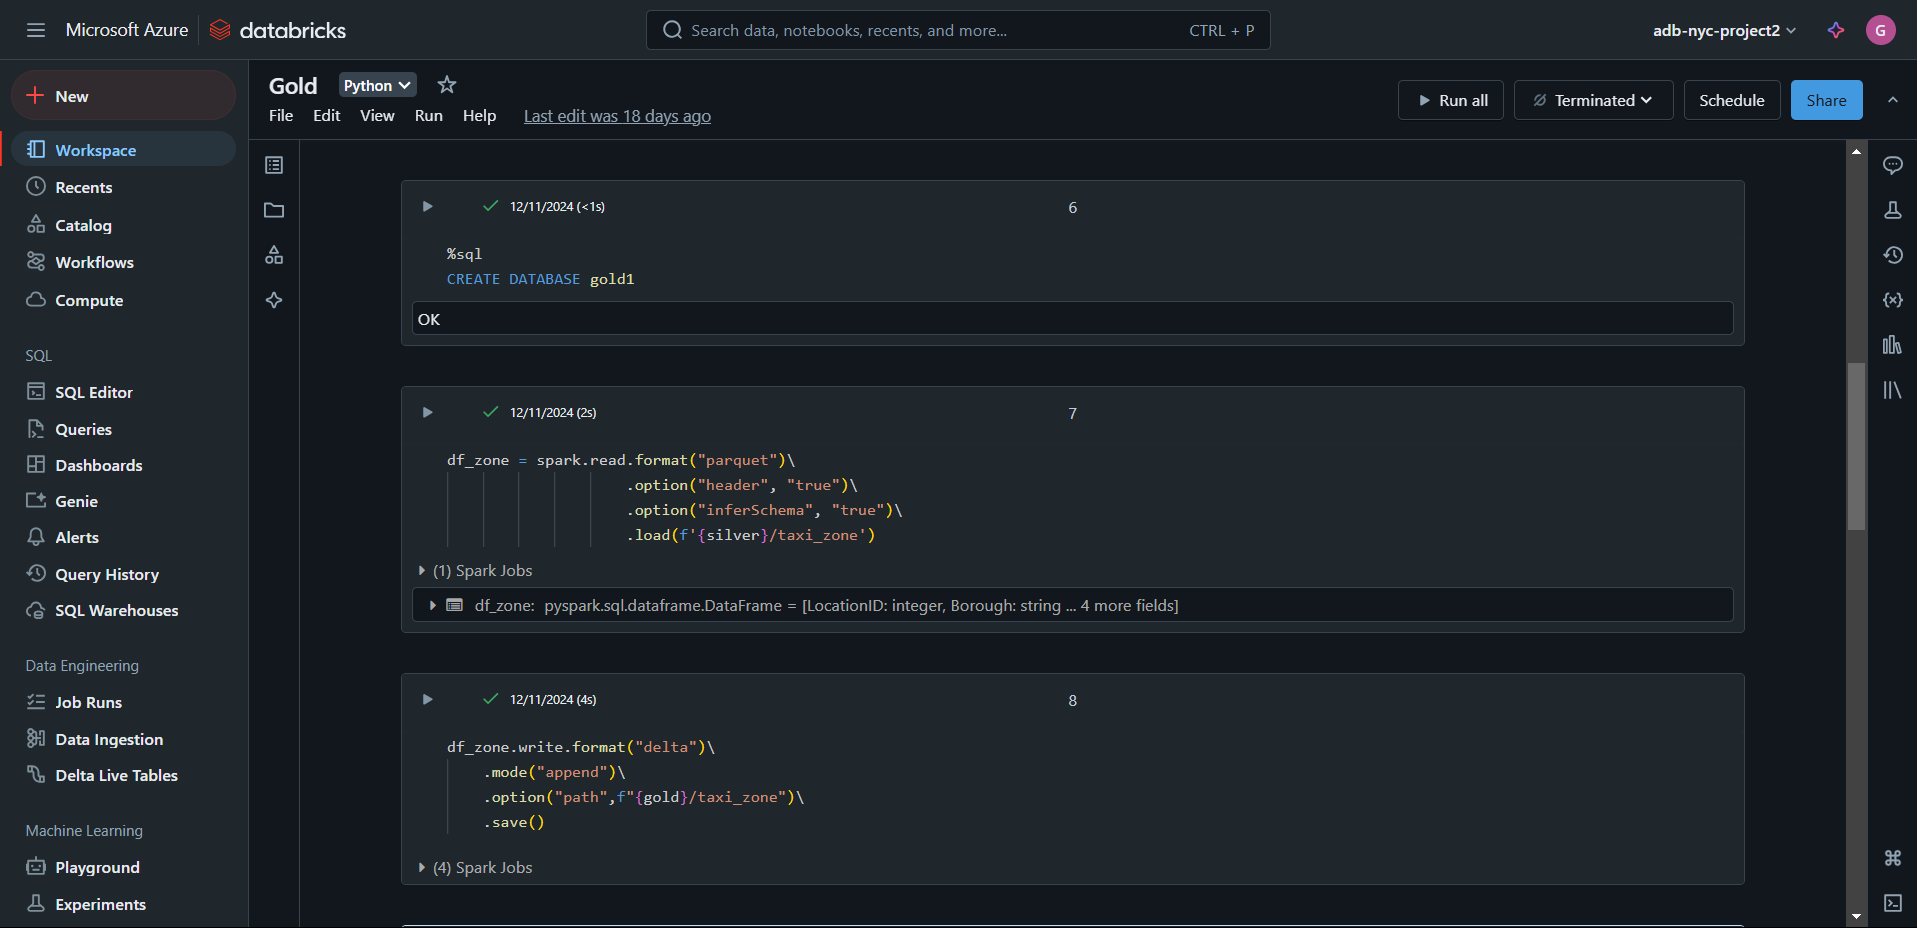 Microsoft Azure databricks
Search data, notebooks, recents, and more...
CTRL + P
adb-nyc-project2
G
New
Workspace
Recents
Catalog
Workflows
Compute
SQL
SQL Editor
Queries
Dashboards
Genie
Alerts
Query History
SQL Warehouses
Data Engineering
Job Runs
Data Ingestion
Delta Live Tables
Machine Learning
Playground
Experiments
Gold Python
File Edit View Run Help Last edit was 18 days ago
Run all Terminated Schedule Share
12/11/2024 (<1s) 6
%sql
CREATE DATABASE gold1
OK
12/11/2024 (2s) 7
df_zone = spark.read.format("parquet")\
.option("header", "true")\
.option("inferSchema", "true")\
.load(f'{silver}/taxi_zone')
(1) Spark Jobs
df_zone: pyspark.sql.dataframe.DataFrame = [LocationID: integer, Borough: string ... 4 more fields]
12/11/2024 (4s) 8
df_zone.write.format("delta")\
.mode("append")\
.option("path",f"{gold}/taxi_zone")\
.save()
(4) Spark Jobs